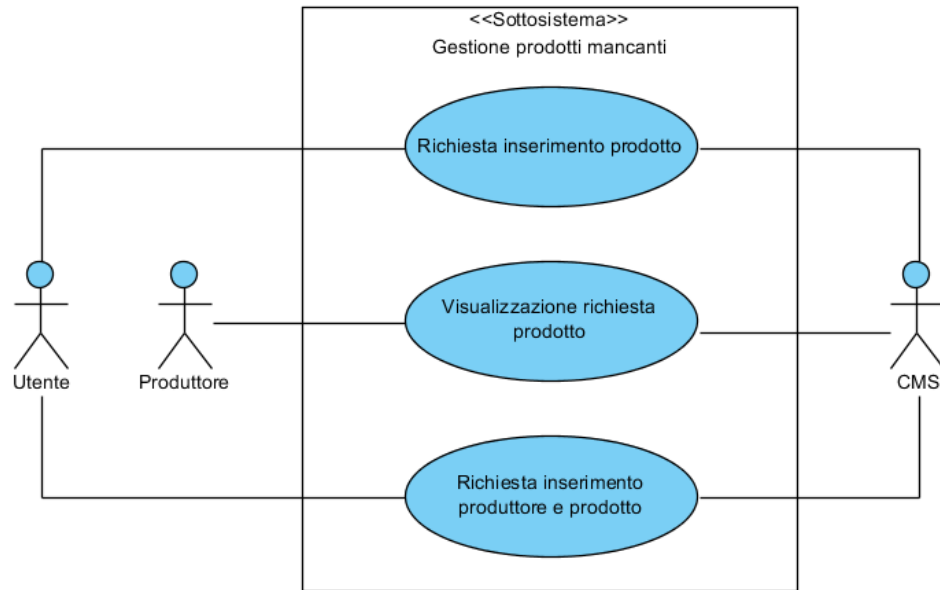 <<Sottosistema>>
Gestione prodotti mancanti
Richiesta inserimento prodotto
Visualizzazione richiesta
prodotto
Utente
Produttore
CMS
Richiesta inserimento
produttore e prodotto